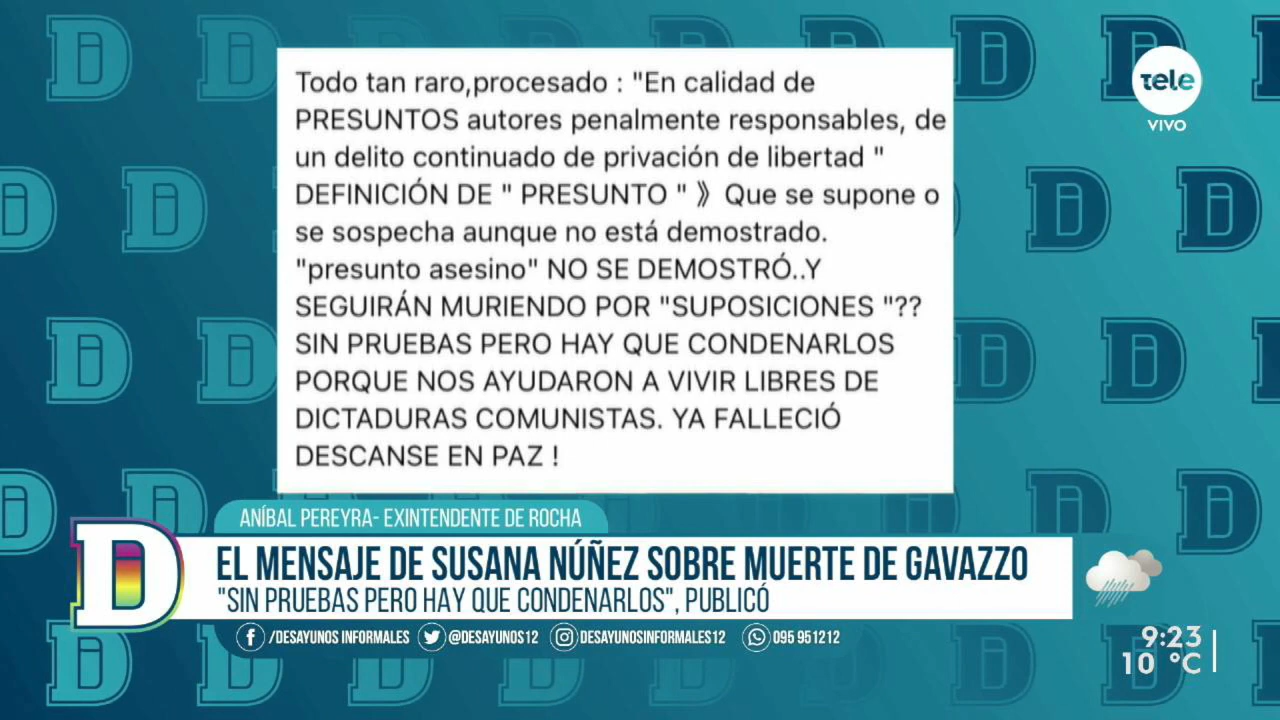 Todo tan raro,procesado : "En calidad de
PRESUNTOS autores penalmente responsables, de
un delito continuado de privación de libertad "
DEFINICIÓN DE " PRESUNTO " 》 Que se supone o
se sospecha aunque no está demostrado.
"presunto asesino" NO SE DEMOSTRÓ..Y
SEGUIRÁN MURIENDO POR "SUPOSICIONES "??
SIN PRUEBAS PERO HAY QUE CONDENARLOS
PORQUE NOS AYUDARON A VIVIR LIBRES DE
DICTADURAS COMUNISTAS. YA FALLECIÓ
DESCANSE EN PAZ !
tele
VIVO
ANÍBAL PEREYRA- EXINTENDENTE DE ROCHA
D
EL MENSAJE DE SUSANA NÚÑEZ SOBRE MUERTE DE GAVAZZO
"SIN PRUEBAS PERO HAY QUE CONDENARLOS", PUBLICÓ
/DESAYUNOS INFORMALES @DESAYUNOS12 DESAYUNOSINFORMALES12 095 951212
9:23
10 °C